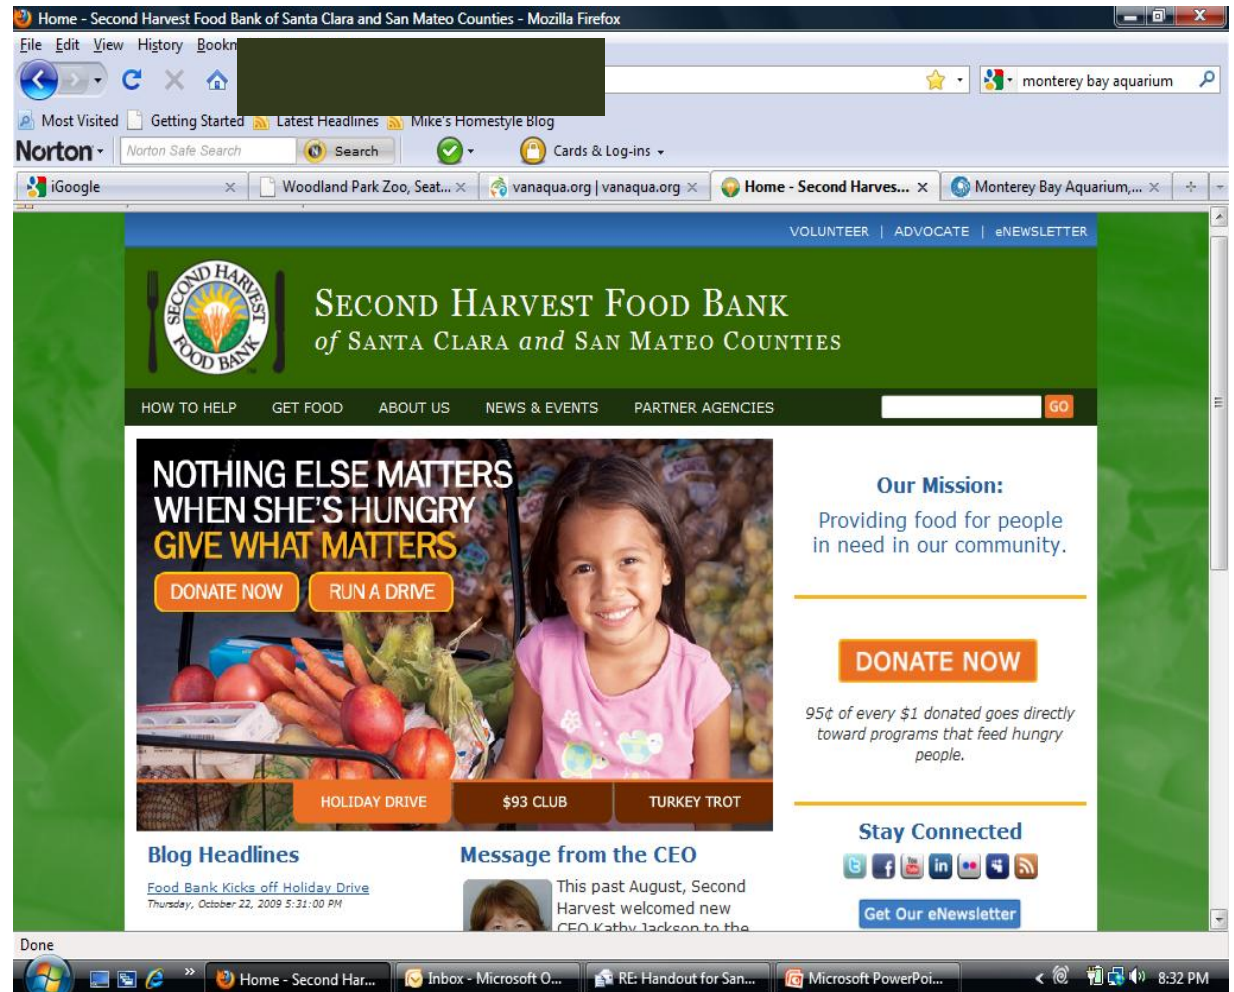 Home - Second Harvest Food Bank of Santa Clara and San Mateo Counties - Mozilla Firefox
File Edit View History
monterey bay aquarium
Most Visited Getting Started Latest Headlines Mike's Homestyle Blog
Norton Norton Safe Search Search Cards & Log-ins
iGoogle Woodland Park Zoo, Seat... vanaqua.org | vanaqua.org Home - Second Harves... Monterey Bay Aquarium,...
VOLUNTEER | ADVOCATE | eNEWSLETTER
SECOND HARVEST
FOOD BANK
SECOND HARVEST FOOD BANK
of SANTA CLARA and SAN MATEO COUNTIES
HOW TO HELP GET FOOD ABOUT US NEWS & EVENTS PARTNER AGENCIES GO
NOTHING ELSE MATTERS
WHEN SHE'S HUNGRY
GIVE WHAT MATTERS
DONATE NOW RUN A DRIVE
HOLIDAY DRIVE $93 CLUB TURKEY TROT
Our Mission:
Providing food for people
in need in our community.
DONATE NOW
95¢ of every $1 donated goes directly
toward programs that feed hungry
people.
Stay Connected
Get Our eNewsletter
Blog Headlines
Food Bank Kicks off Holiday Drive
Thursday, October 22, 2009 5:31:00 PM
Message from the CEO
This past August, Second
Harvest welcomed new
CEO Kathy Jackson to the
Done
Home - Second Har... Inbox - Microsoft O... RE: Handout for San... Microsoft PowerPoi... 8:32 PM